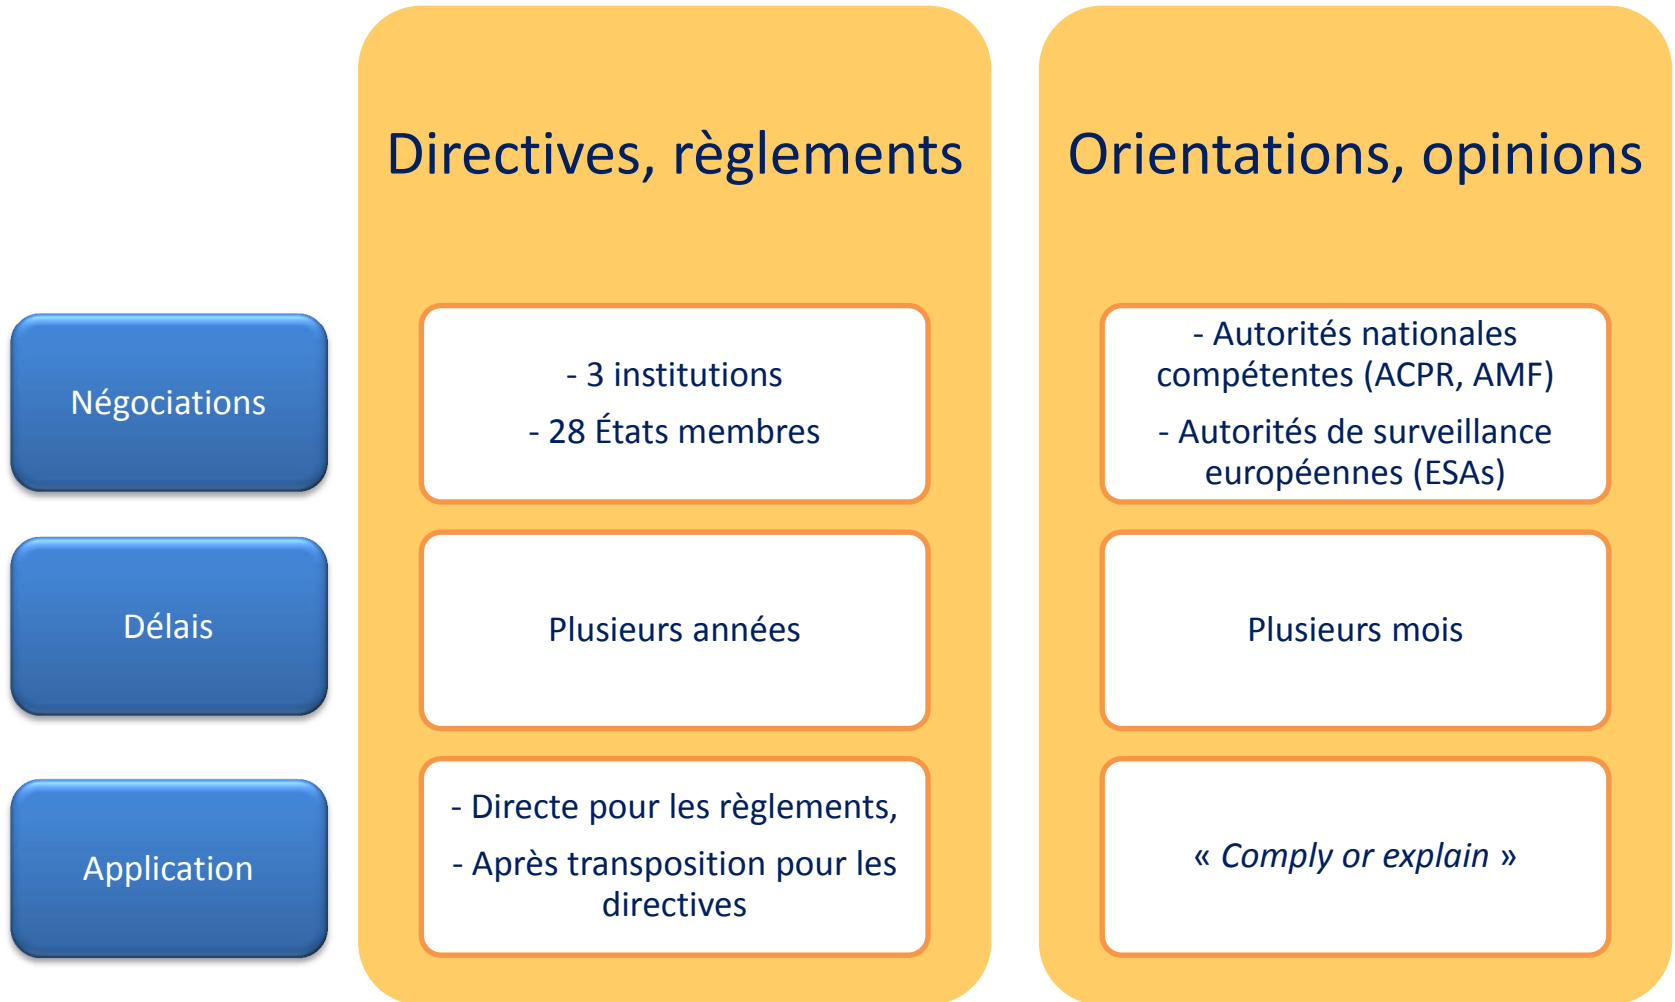 Directives, règlements
Orientations, opinions
Négociations
- 3 institutions
- 28 États membres
- Autorités nationales
compétentes (ACPR, AMF)
- Autorités de surveillance
européennes (ESAs)
Délais
Plusieurs années
Plusieurs mois
Application
- Directe pour les règlements,
- Après transposition pour les
directives
« Comply or explain »